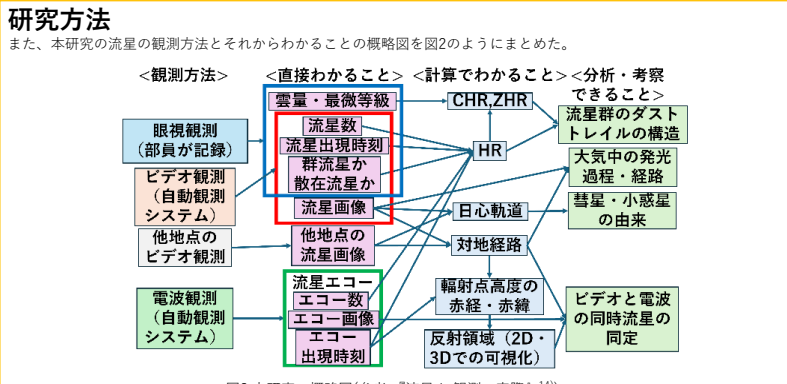 研究方法
また、本研究の流星の観測方法とそれからわかることの概略図を図2のようにまとめた。
<観測方法>
<直接わかること>
<計算でわかること>
<分析・考察
できること>
雲量・最微等級
CHR,ZHR
流星群のダスト
トレイルの構造
眼視観測
(部員が記録)
流星数
流星出現時刻
HR
群流星か
散在流星か
大気中の発光
過程・経路
ビデオ観測
(自動観測
システム)
流星画像
日心軌道
彗星・小惑星
の由来
他地点の
ビデオ観測
他地点の
流星画像
対地経路
流星エコー
電波観測
(自動観測
システム)
エコー数
エコー画像
エコー
出現時刻
輻射点高度の
赤経・赤緯
ビデオと電波
の同時流星の
同定
反射領域(2D・
3Dでの可視化)